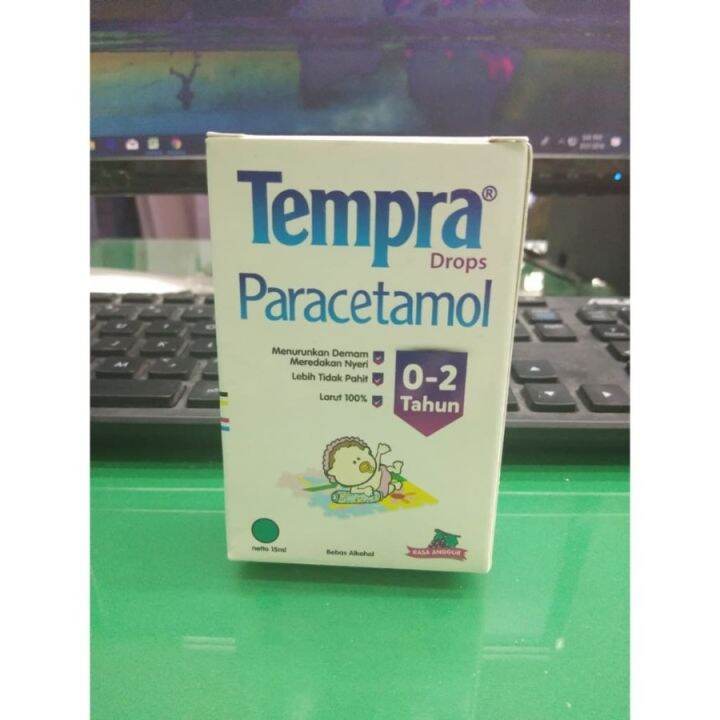 Tempra®
Drops
Paracetamol
Menurunkan Demam
Meredakan Nyeri
Lebih Tidak Pahit
Larut 100%
0-2
Tahun
netto 15ml
Bebas Alkohol
RASA ANGGUR